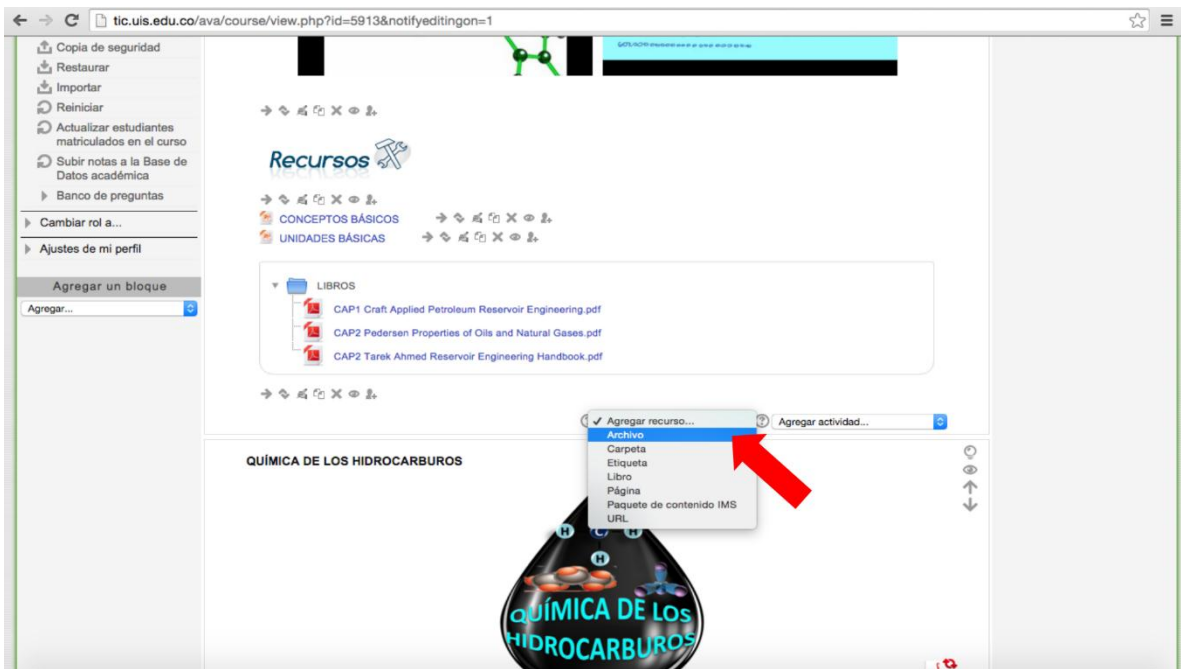 tic.uis.edu.co/ava/course/view.php?id=5913&notifyeditingon=1
Copia de seguridad
Restaurar
Importar
Reiniciar
Actualizar estudiantes
matriculados en el curso
Subir notas a la Base de
Datos académica
Banco de preguntas
Cambiar rol a...
Ajustes de mi perfil
Agregar un bloque
Agregar...
Recursos
CONCEPTOS BÁSICOS
UNIDADES BÁSICAS
LIBROS
CAP1 Craft Applied Petroleum Reservoir Engineering.pdf
CAP2 Pedersen Properties of Oils and Natural Gases.pdf
CAP2 Tarek Ahmed Reservoir Engineering Handbook.pdf
Agregar recurso...
Agregar actividad...
Archivo
Carpeta
Etiqueta
Libro
Página
Paquete de contenido IMS
URL
QUÍMICA DE LOS HIDROCARBUROS
H C H
H
QUÍMICA DE LOS
HIDROCARBUROS